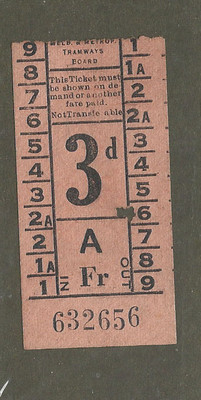 MELB. & METROP.
TRAMWAYS
BOARD
This Ticket must
be shown on de-
mand or another
fare paid.
Not Transferable
3d
A
Fr
IN
OUT
9
8
7
6
5
4
3
2A
2
1A
1
1
1A
2
2A
3
4
5
6
7
8
9
632656